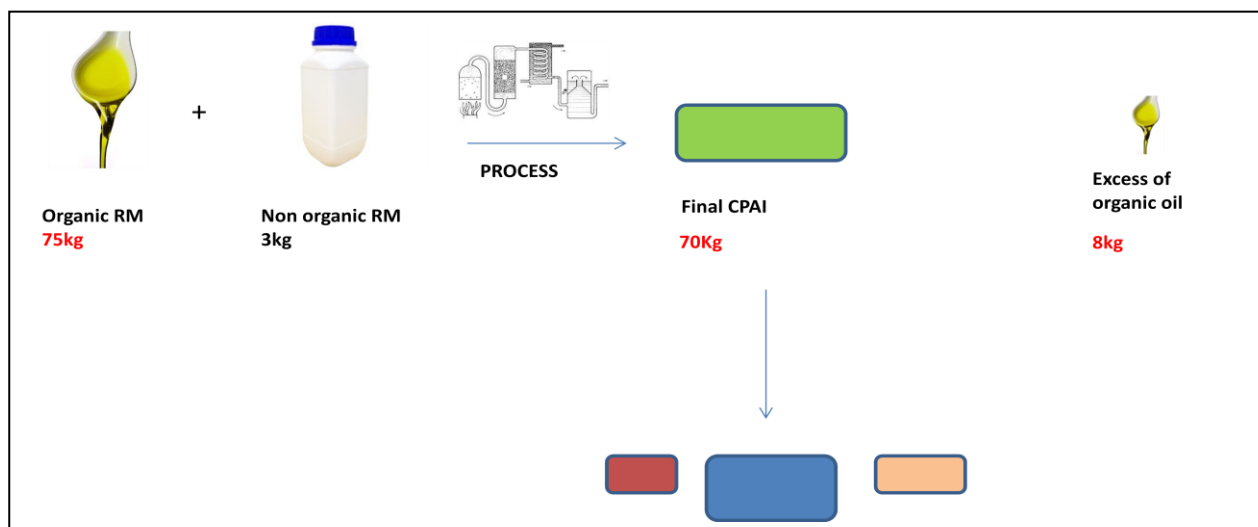 +
PROCESS
Organic RM
75kg
Non organic RM
3kg
Final CPAI
70Kg
Excess of
organic oil
8kg